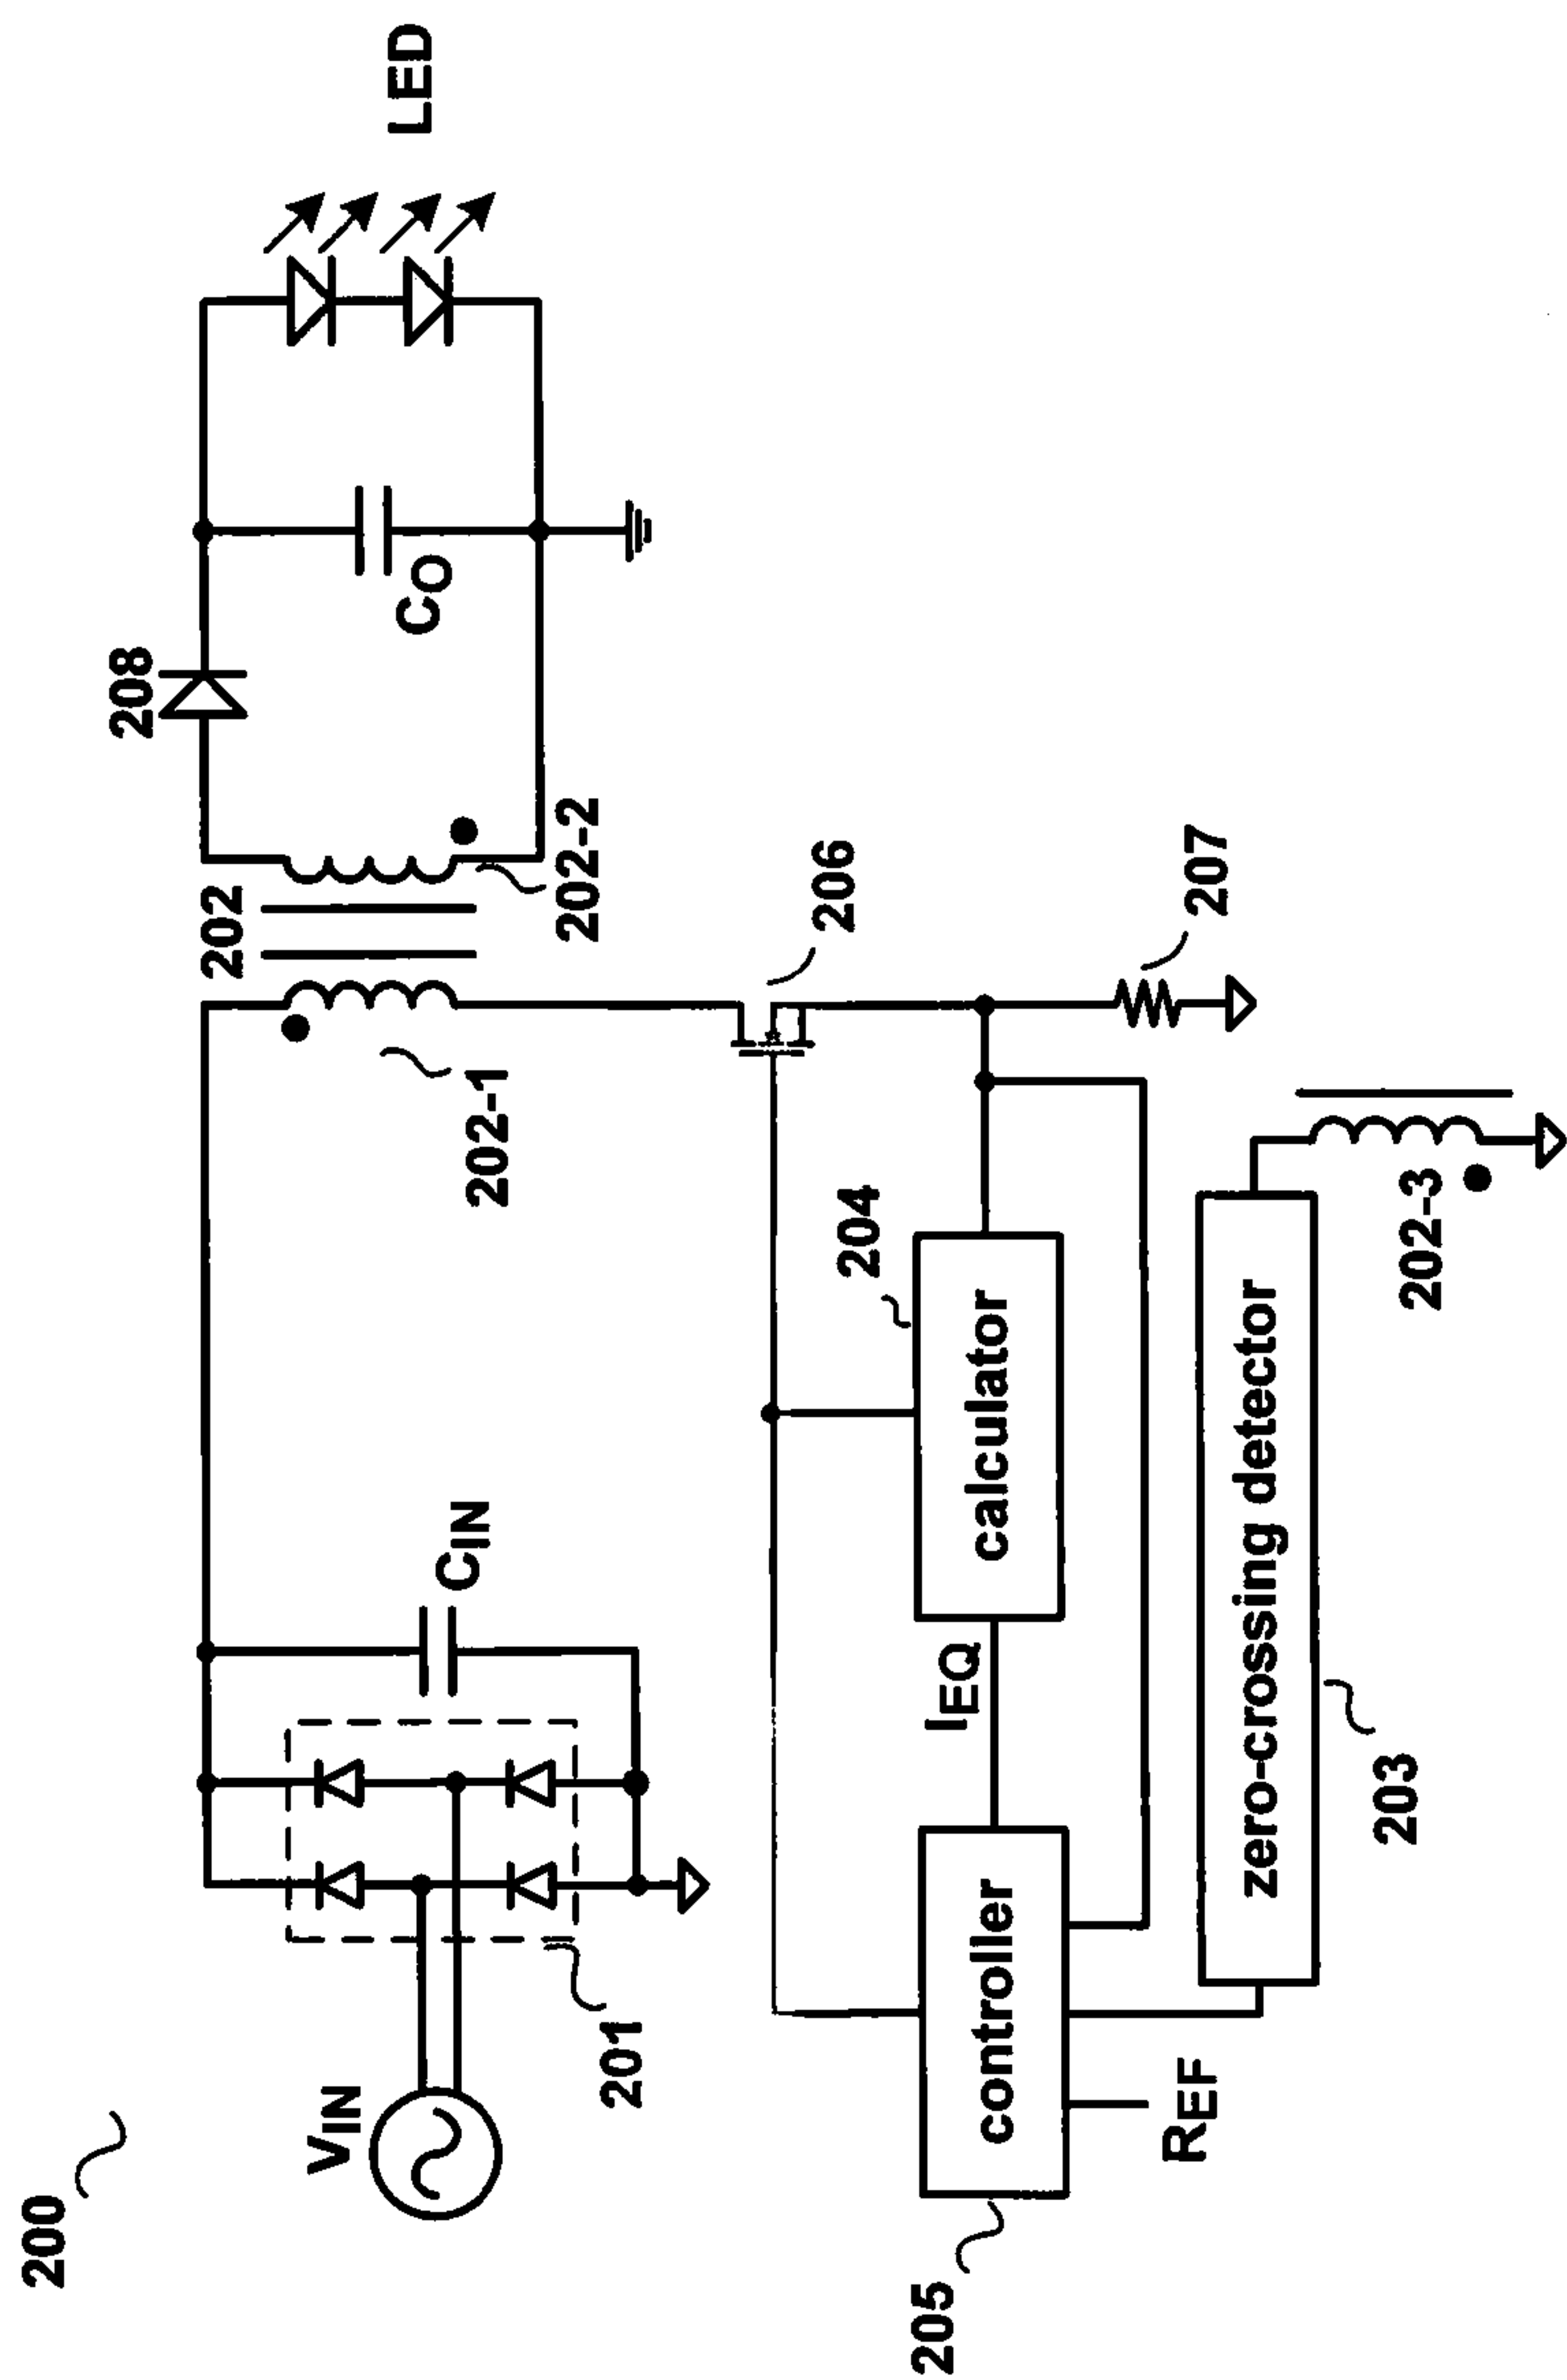 200
VIN
201
CIN
202
202-1
202-2
208
CO
LED
206
207
204
calculator
IEQ
controller
205
REF
zero-crossing detector
203
202-3